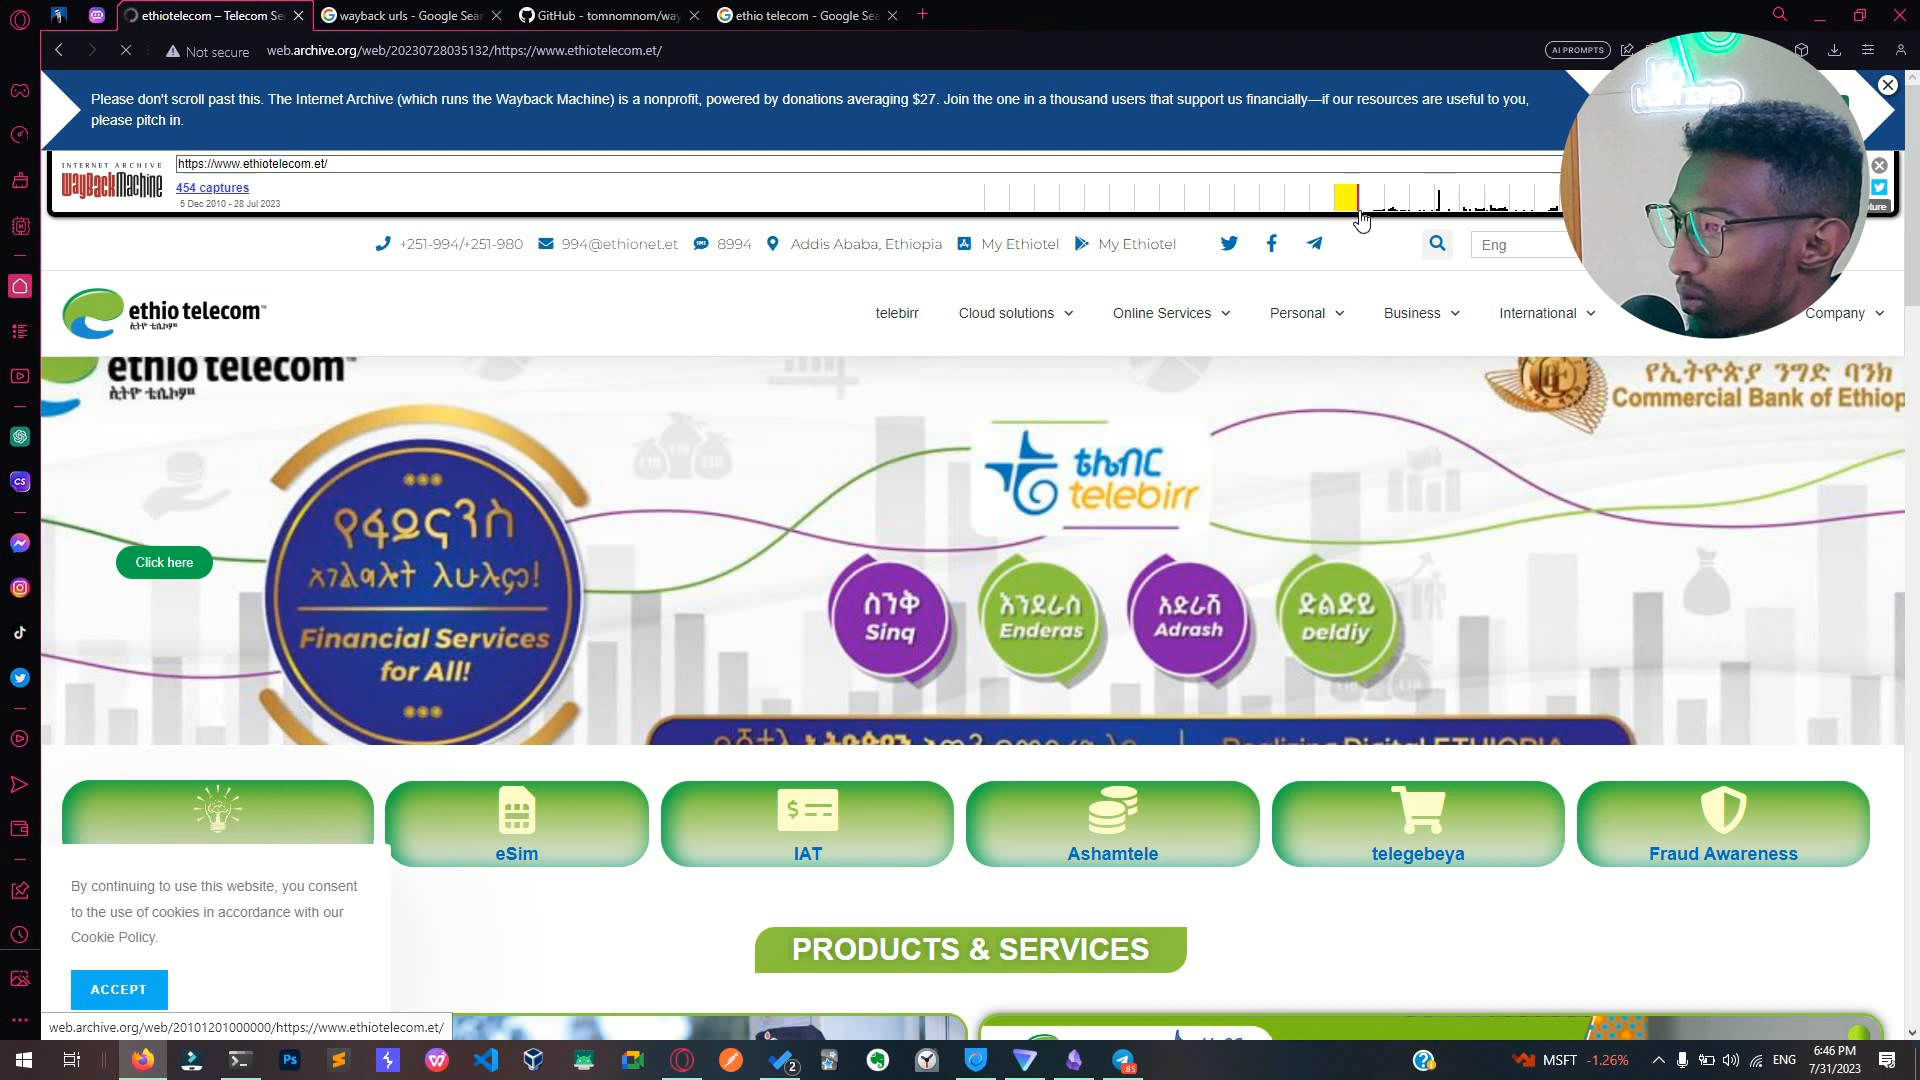 ethiotelecom – Telecom Se
wayback urls - Google Sear
GitHub - tomnomnom/way
ethio telecom - Google Sea
Not secure
web.archive.org/web/20230728035132/https://www.ethiotelecom.et/
AI PROMPTS
Please don't scroll past this. The Internet Archive (which runs the Wayback Machine) is a nonprofit, powered by donations averaging $27. Join the one in a thousand users that support us financially—if our resources are useful to you,
please pitch in.
INTERNET ARCHIVE
WayBackMachine
https://www.ethiotelecom.et/
454 captures
5 Dec 2010 - 28 Jul 2023
+251-994/+251-980
994@ethionet.et
8994
Addis Ababa, Ethiopia
My Ethiotel
My Ethiotel
Eng
ethio telecom™
ኢትዮ ቴሌኮም™
telebirr
Cloud solutions
Online Services
Personal
Business
International
Company
ethio telecom™
ኢትዮ ቴሌኮም™
የኢትዮጵያ ንግድ ባንክ
Commercial Bank of Ethiop
የፋይናንስ
አገልግሎት ለሁሉም!
Financial Services
for All!
ቴሌብር
telebirr
Click here
ስንቅ
Sinq
እንደራስ
Enderas
አድራሽ
Adrash
ድልድይ
Deldiy
Realizing Digital ETHIOPIA
eSim
IAT
Ashamtele
telegebeya
Fraud Awareness
By continuing to use this website, you consent
to the use of cookies in accordance with our
Cookie Policy.
ACCEPT
PRODUCTS & SERVICES
web.archive.org/web/20101201000000/https://www.ethiotelecom.et/
MSFT -1.26%
ENG
6:46 PM
7/31/2023